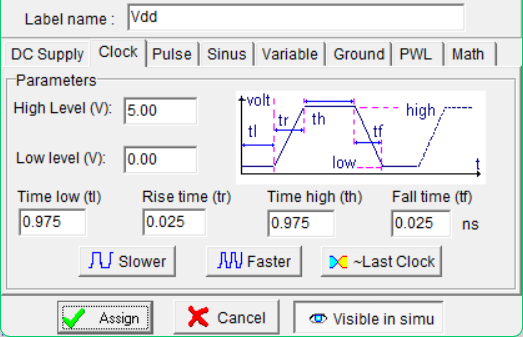 Label name : Vdd
DC Supply Clock Pulse Sinus Variable Ground PWL Math
Parameters
High Level (V): 5.00
Low level (V): 0.00
volt
tl tr th tf high
low
t
Time low (tl) Rise time (tr) Time high (th) Fall time (tf)
0.975 0.025 0.975 0.025 ns
Slower Faster ~Last Clock
Assign Cancel Visible in simu